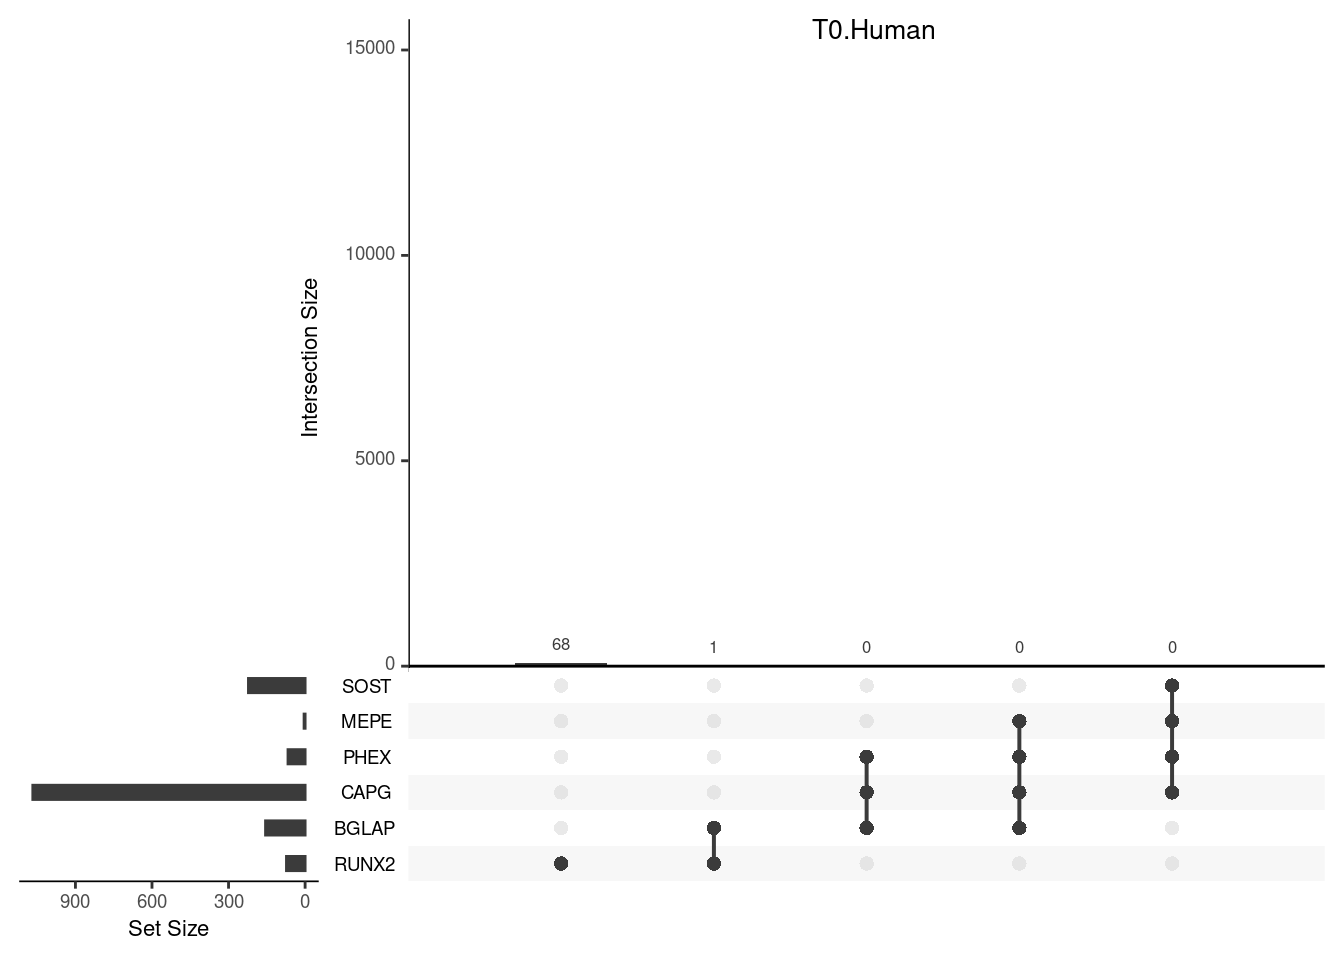 T0.Human
15000
10000
5000
0
Intersection Size
68
1
0
0
0
SOST
MEPE
PHEX
CAPG
BGLAP
RUNX2
900
600
300
0
Set Size